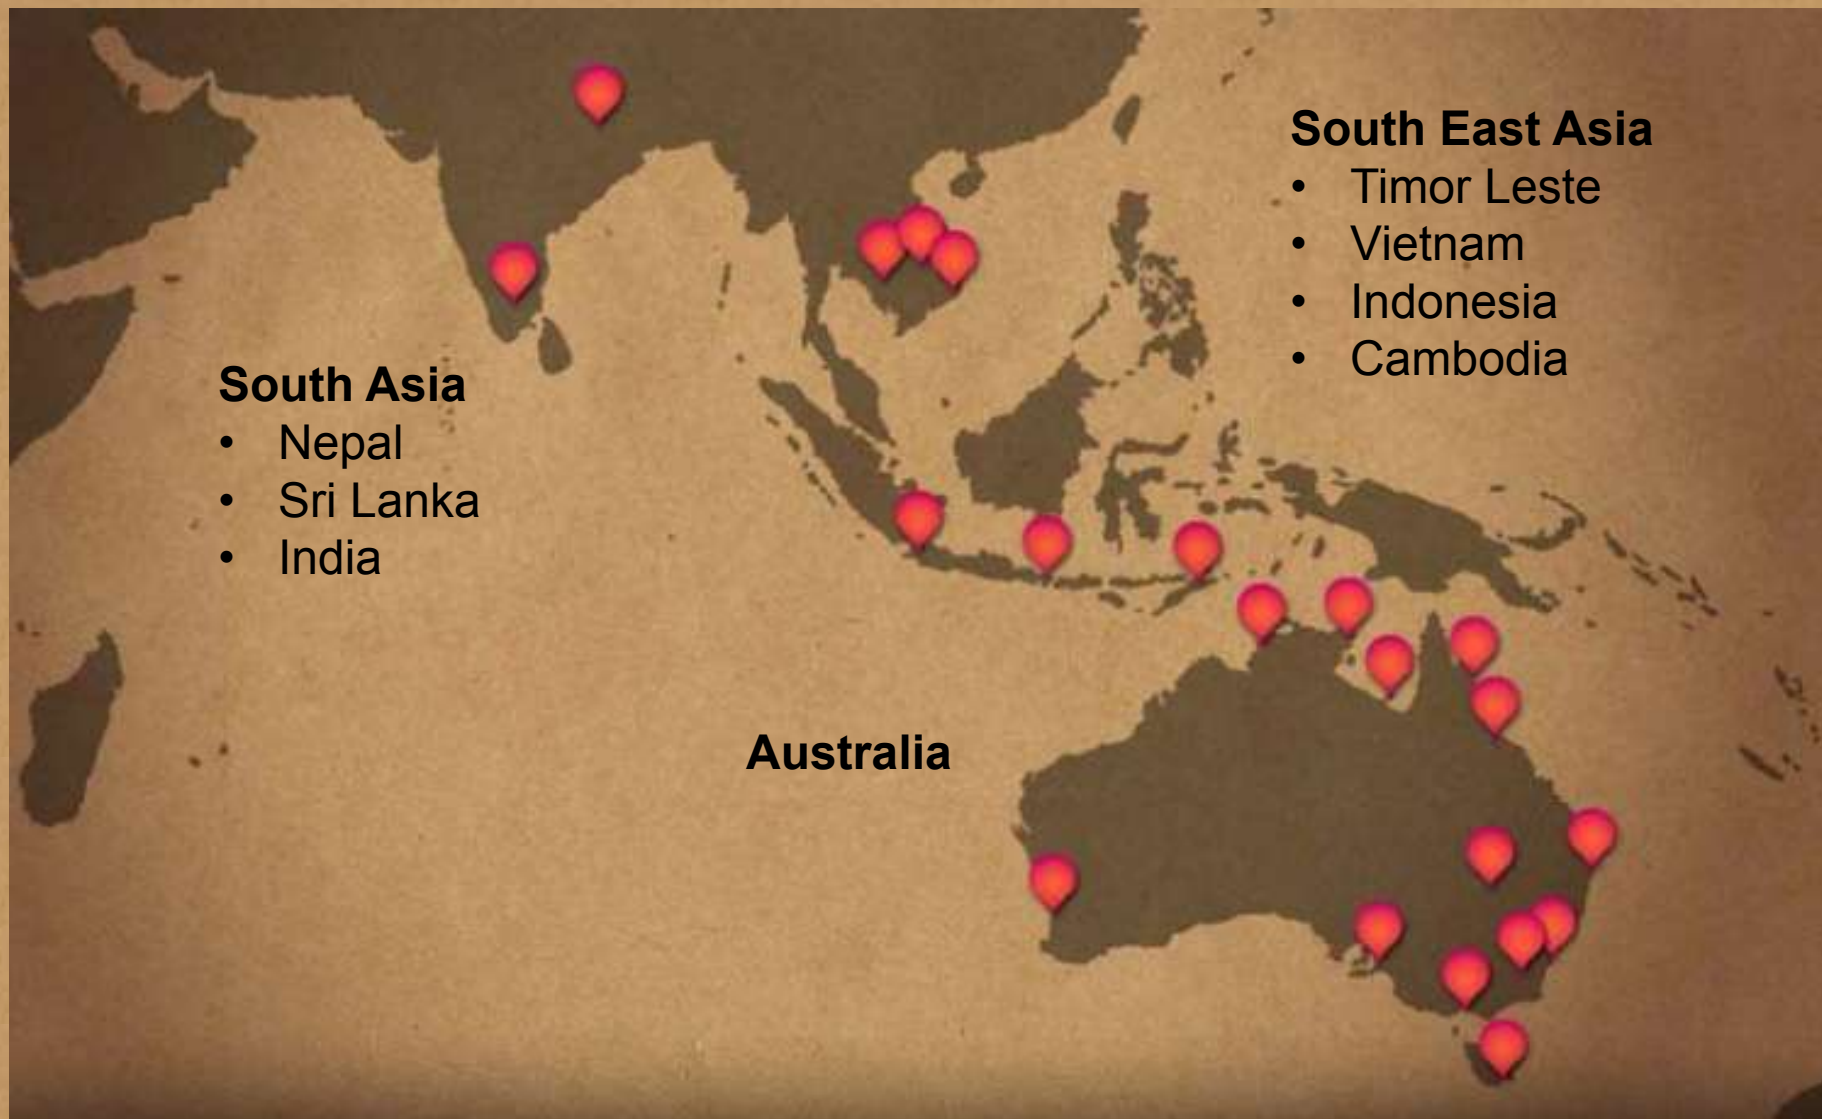 South East Asia
• Timor Leste
• Vietnam
• Indonesia
• Cambodia
South Asia
• Nepal
• Sri Lanka
• India
Australia